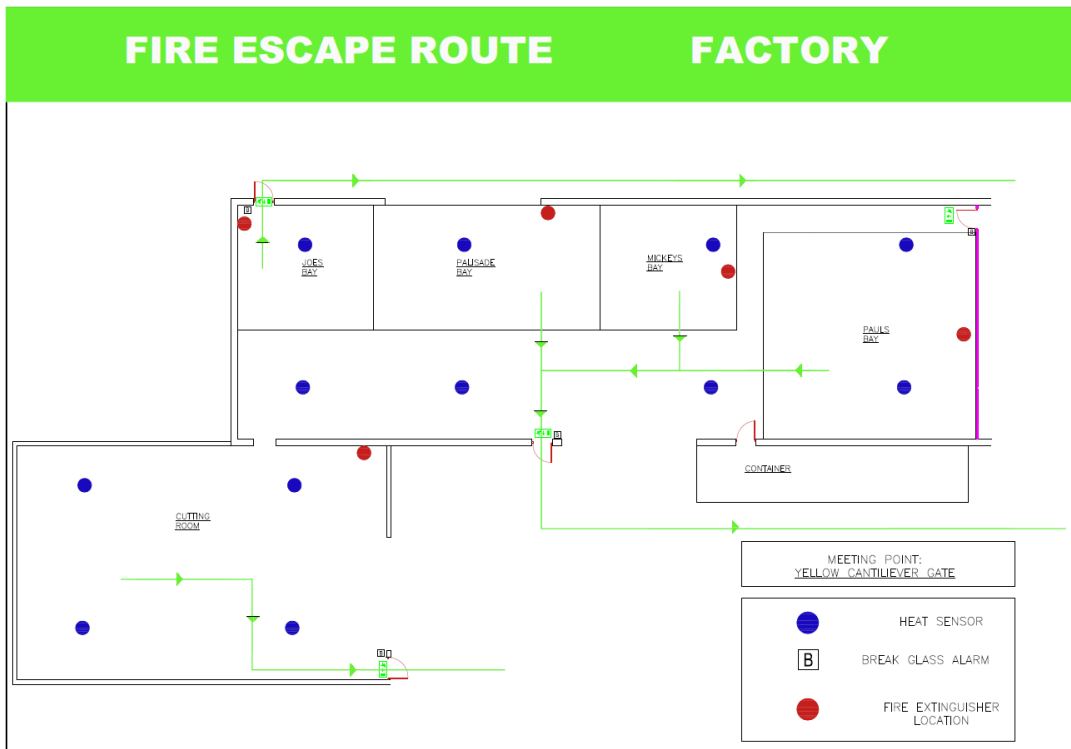 FIRE ESCAPE ROUTE FACTORY
B
JOES
BAY
PALISADE
BAY
MICKEYS
BAY
B
PAULS
BAY
B
CONTAINER
CUTTING
ROOM
B
MEETING POINT:
YELLOW CANTILIEVER GATE
HEAT SENSOR
B BREAK GLASS ALARM
FIRE EXTINGUISHER
LOCATION